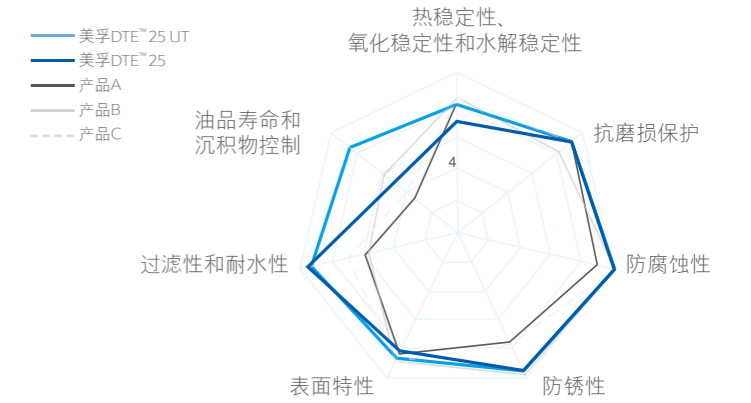 热稳定性、
氧化稳定性和水解稳定性
美孚DTE™25 UT
美孚DTE™25
产品A
产品B
产品C
油品寿命和
沉积物控制
抗磨损保护
4
过滤性和耐水性
防腐蚀性
表面特性
防锈性